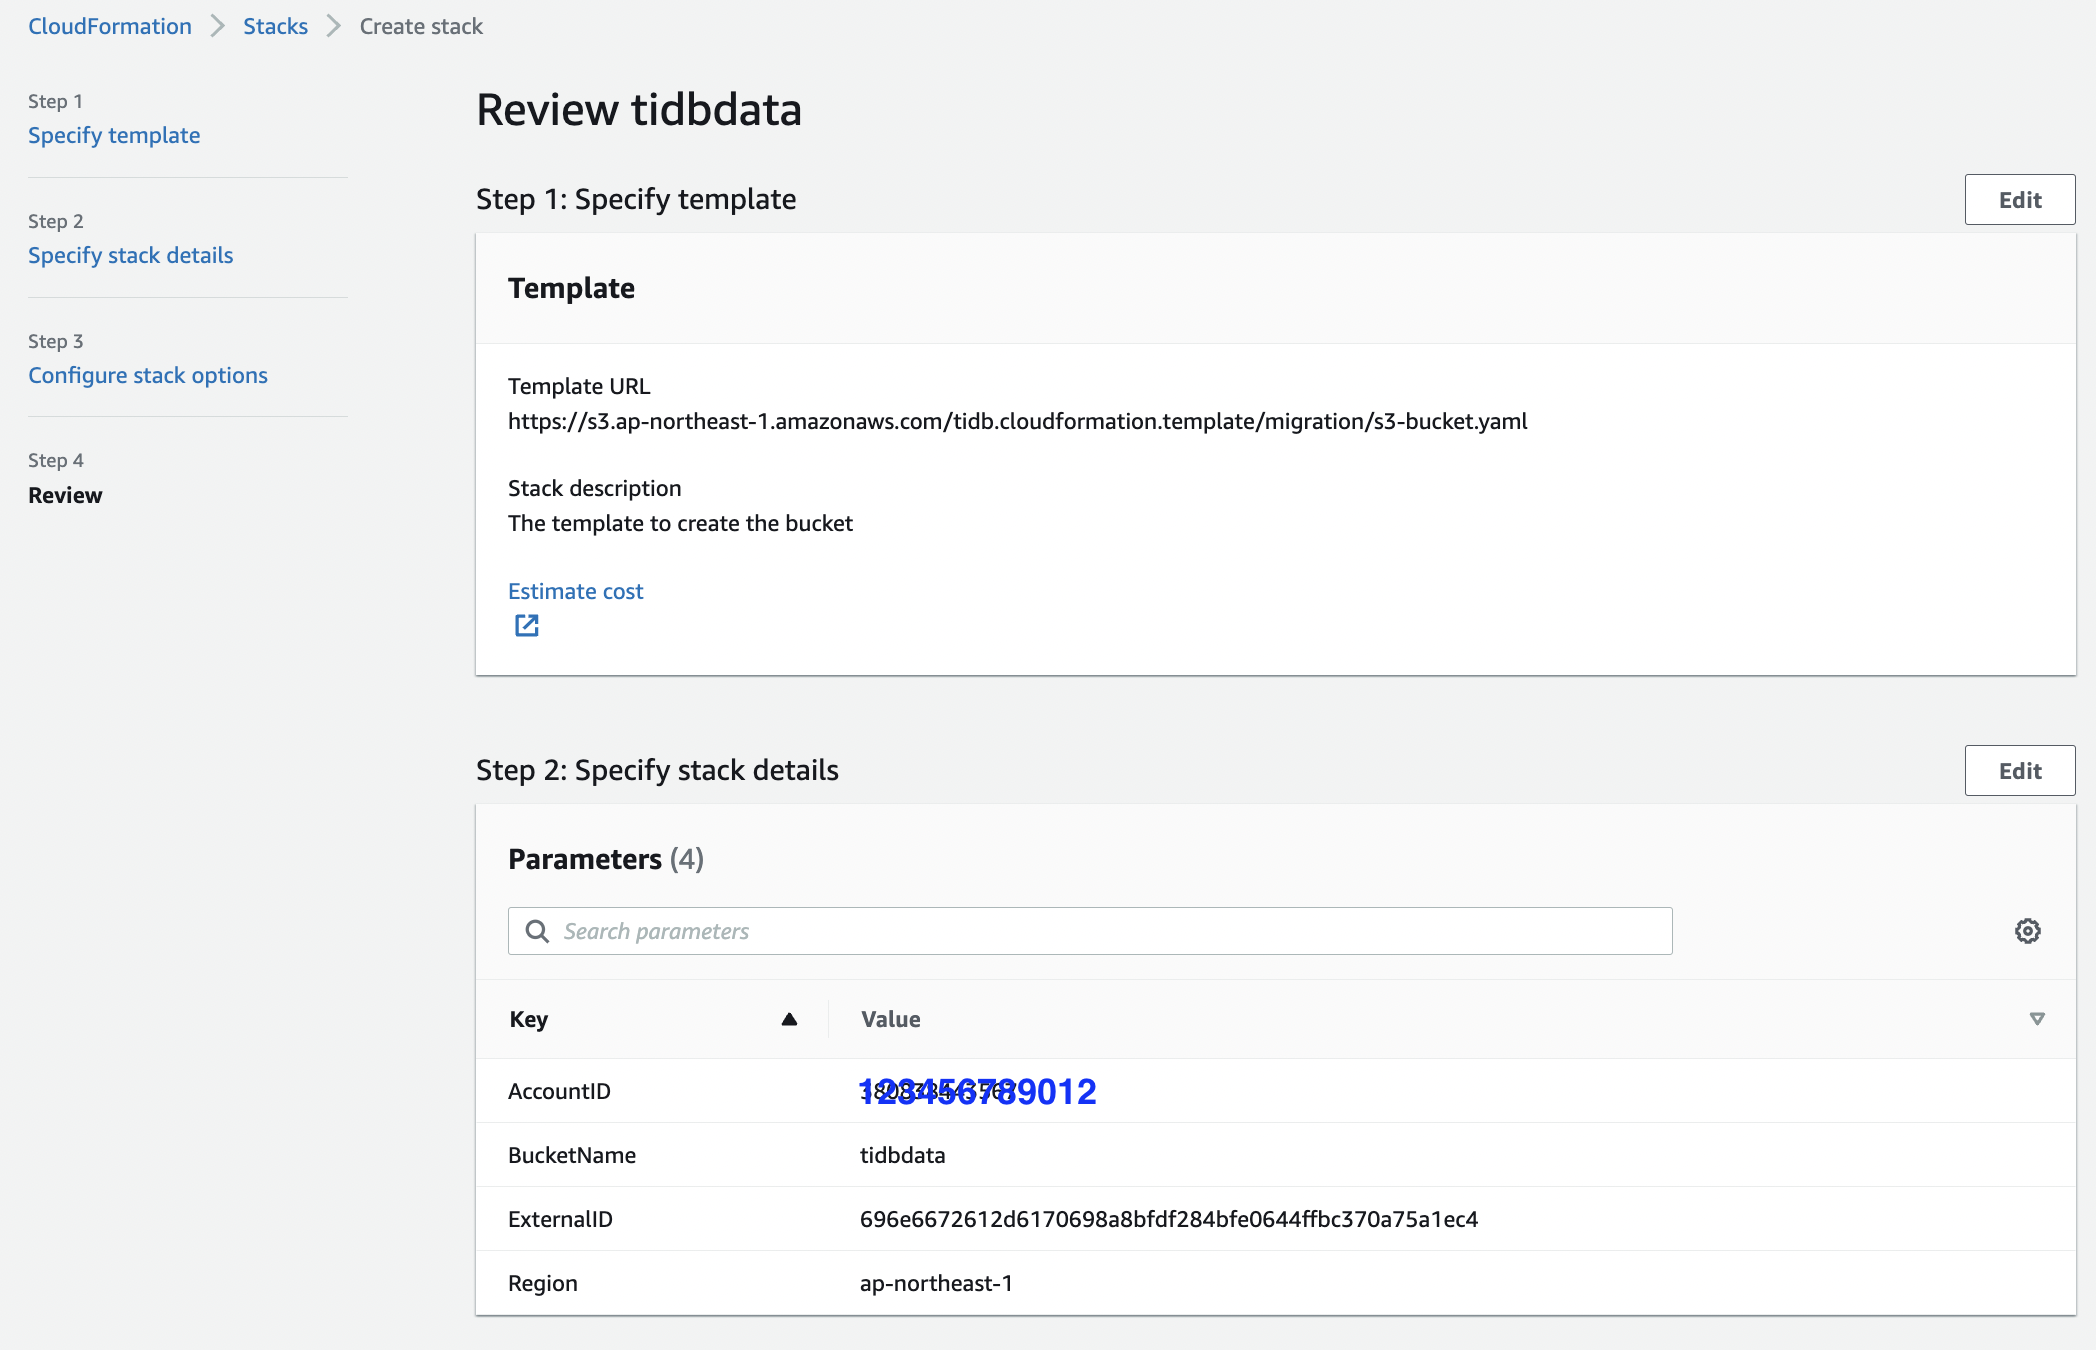 CloudFormation > Stacks > Create stack
Step 1
Specify template
Step 2
Specify stack details
Step 3
Configure stack options
Step 4
Review
Review tidbdata
Step 1: Specify template
Edit
Template
Template URL
https://s3.ap-northeast-1.amazonaws.com/tidb.cloudformation.template/migration/s3-bucket.yaml
Stack description
The template to create the bucket
Estimate cost
Step 2: Specify stack details
Edit
Parameters (4)
Search parameters
Key Value
AccountID 123456789012
BucketName tidbdata
ExternalID 696e6672612d6170698a8bfdf284bfe0644ffbc370a75a1ec4
Region ap-northeast-1